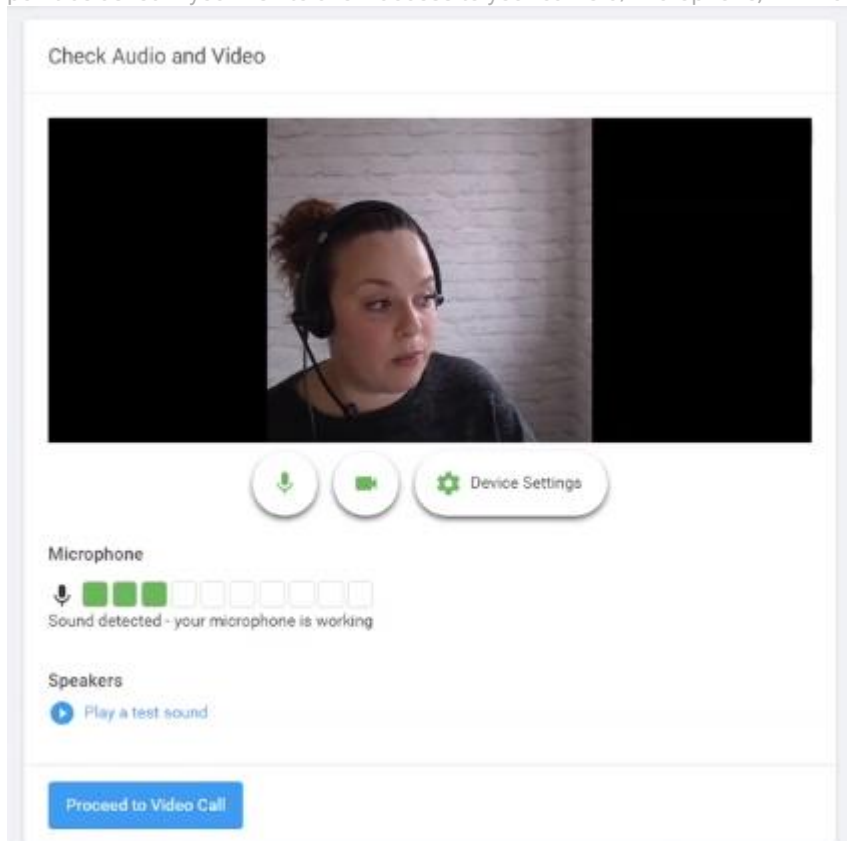 Check Audio and Video
Device Settings
Microphone
Sound detected - your microphone is working
Speakers
Play a test sound
Proceed to Video Call